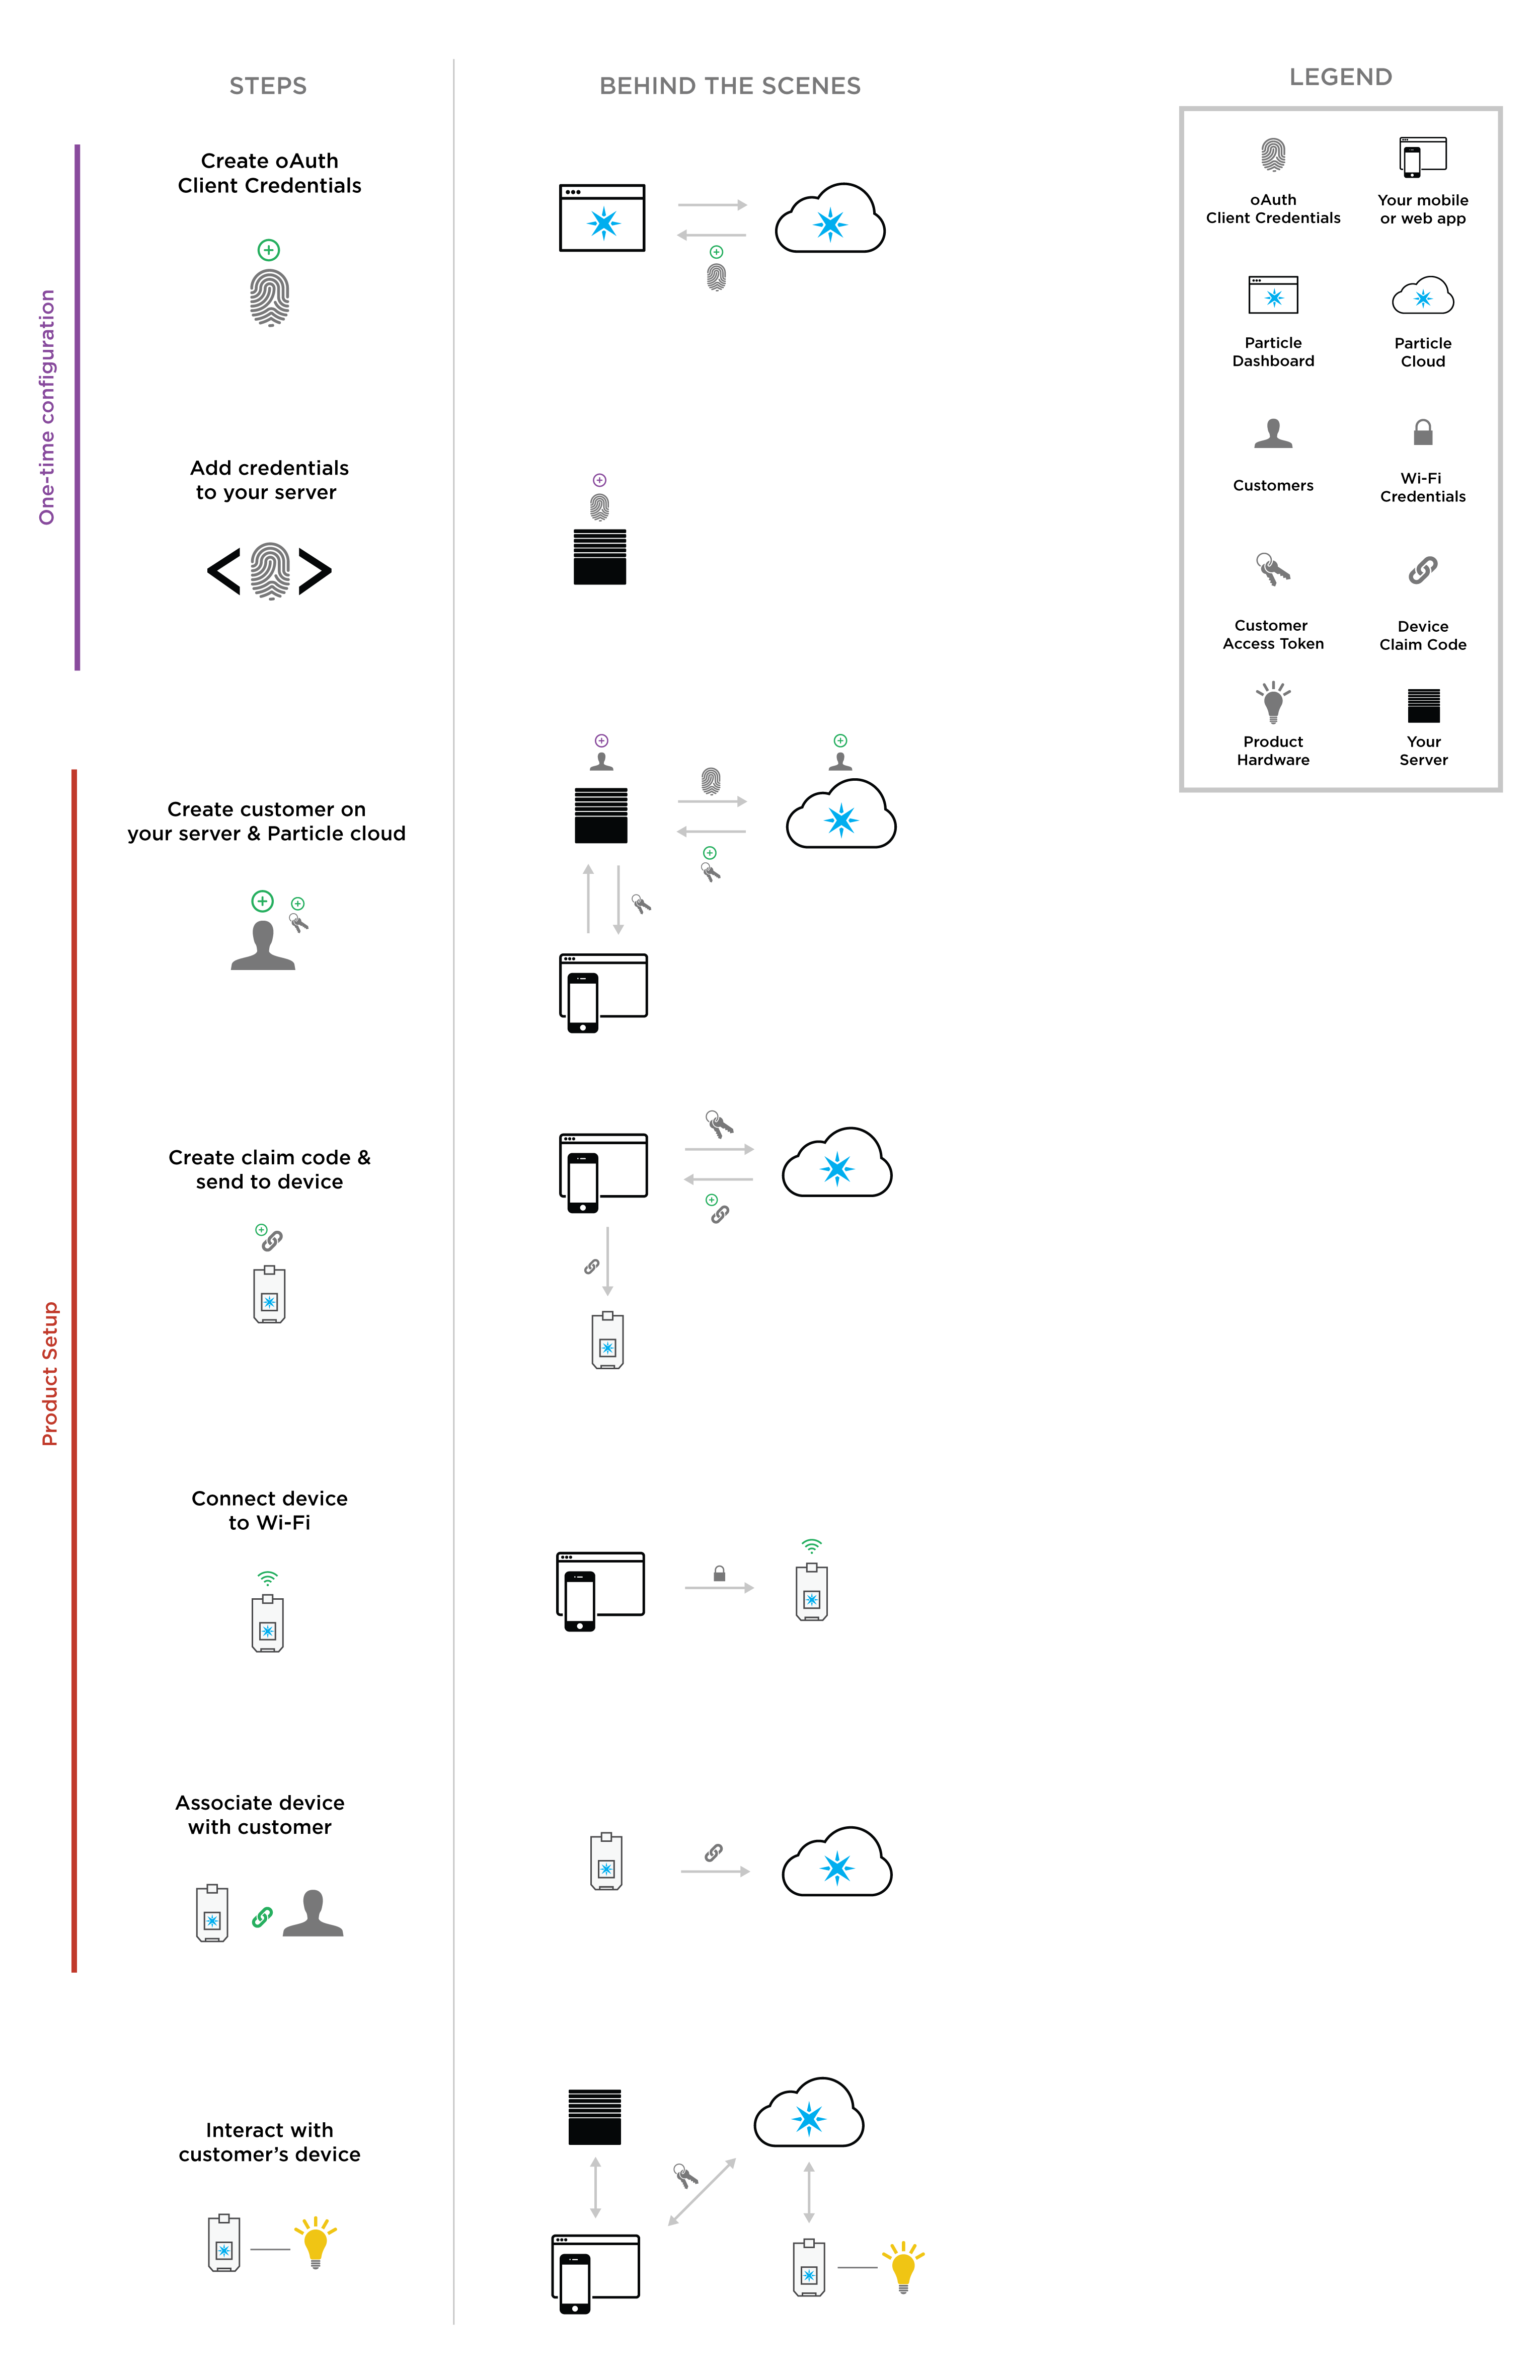 STEPS
BEHIND THE SCENES
LEGEND
One-time configuration
Create oAuth
Client Credentials
Add credentials
to your server
Product Setup
Create customer on
your server & Particle cloud
Create claim code &
send to device
Connect device
to Wi-Fi
Associate device
with customer
Interact with
customer’s device
oAuth
Client Credentials
Your mobile
or web app
Particle
Dashboard
Particle
Cloud
Customers
Wi-Fi
Credentials
Customer
Access Token
Device
Claim Code
Product
Hardware
Your
Server